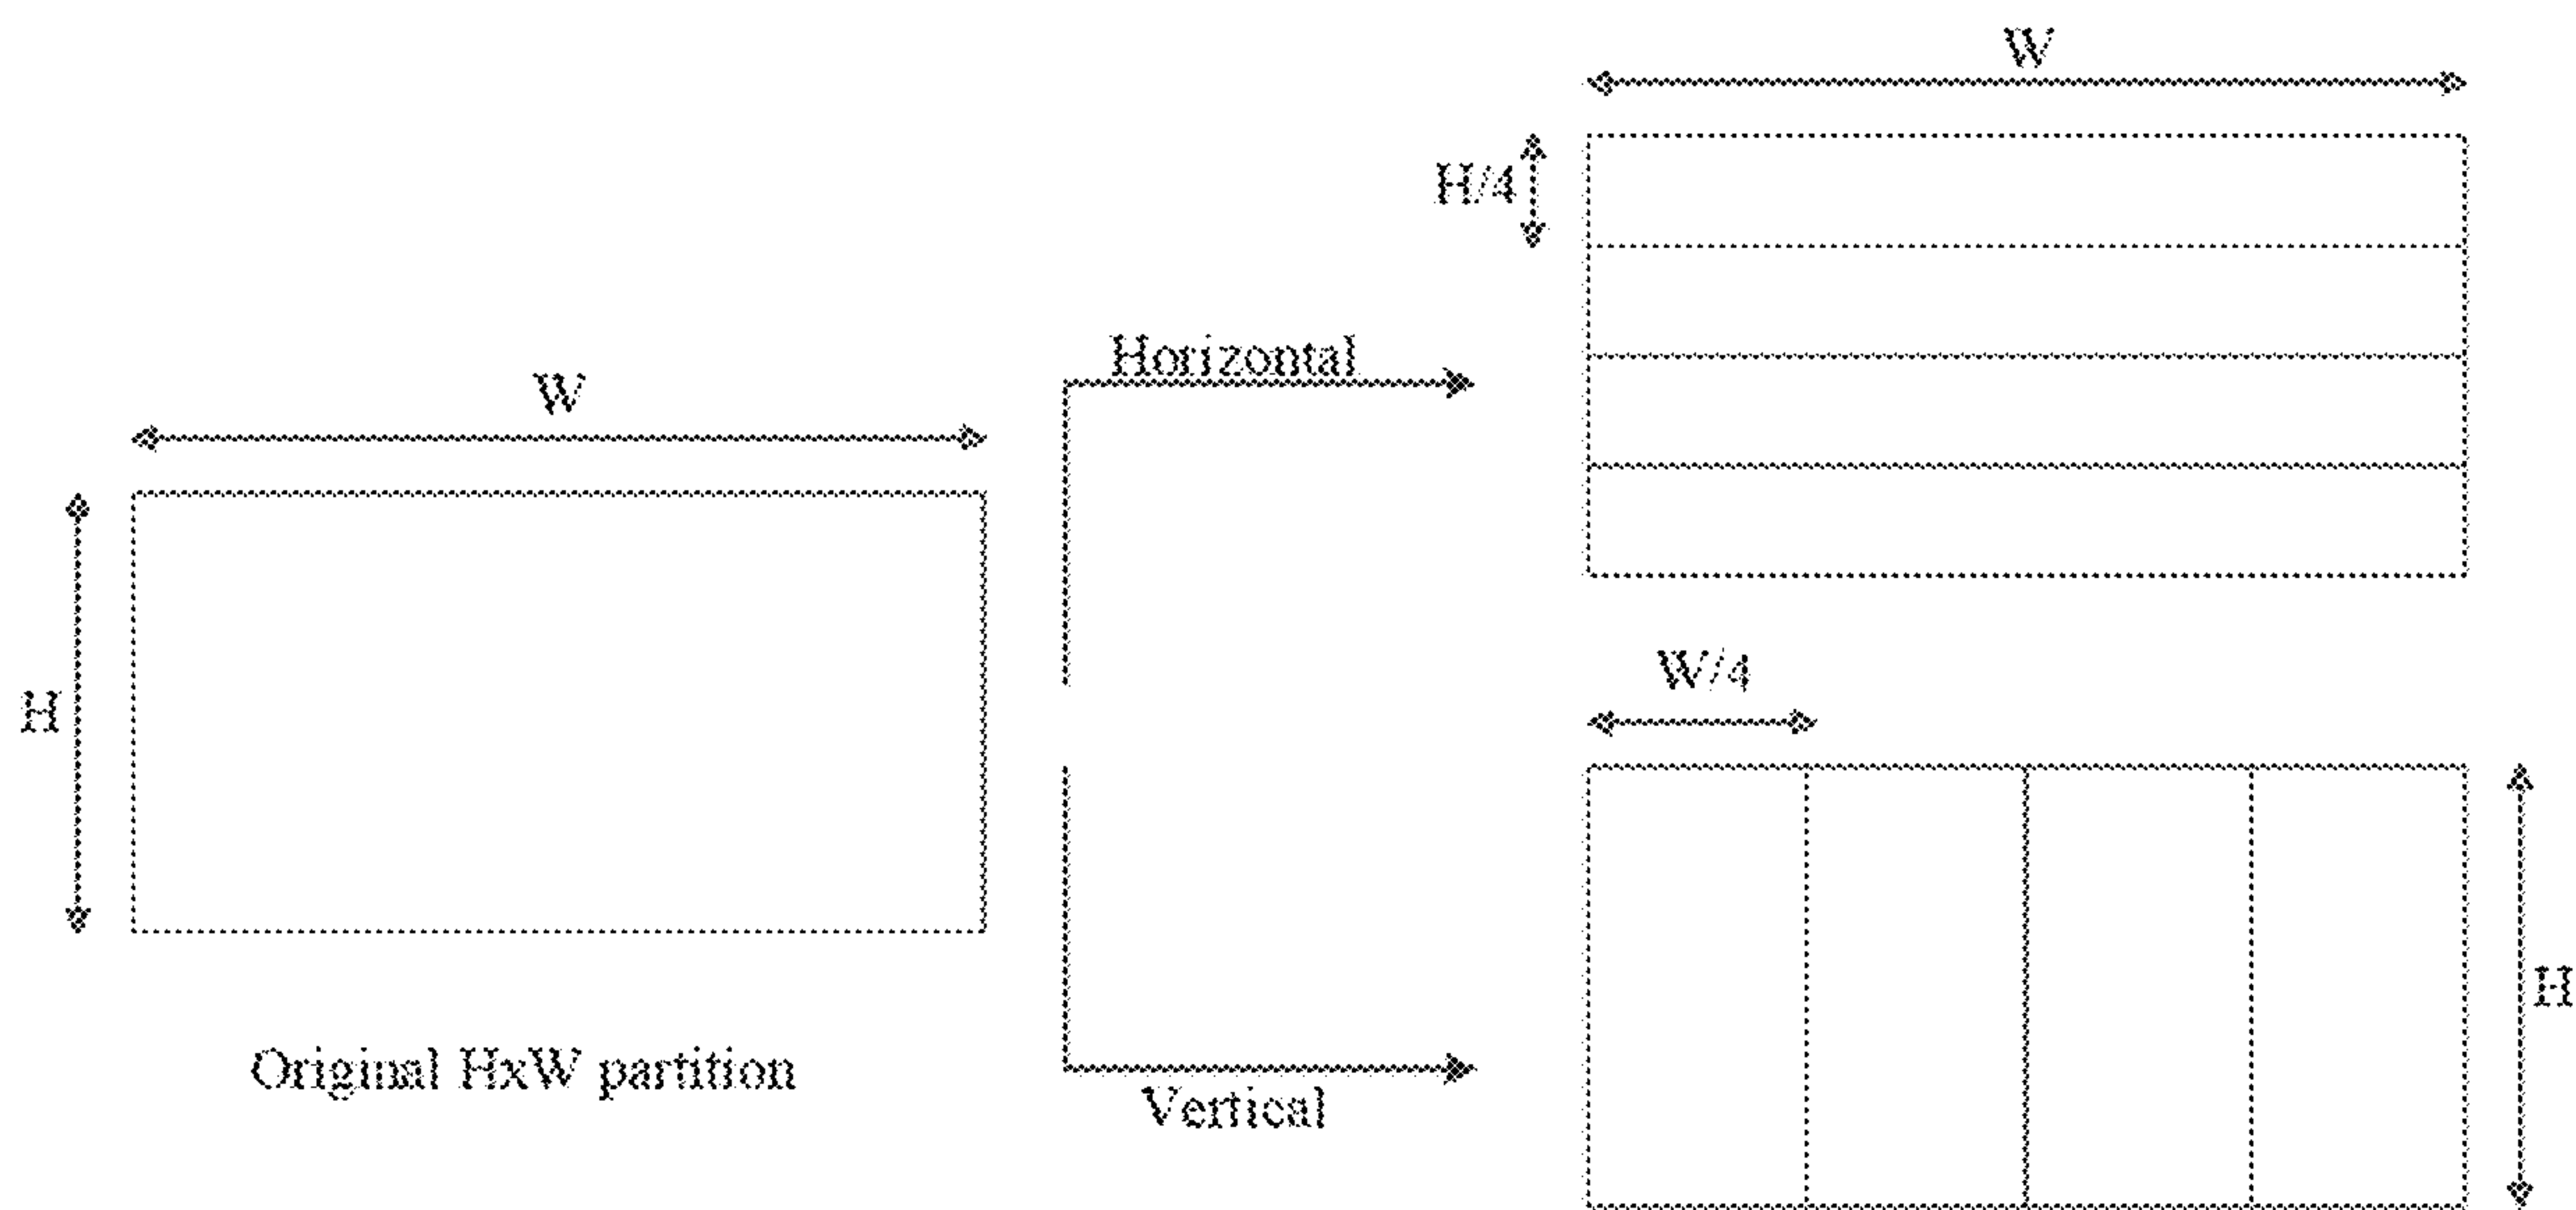 W
H/4
Horizontal
W
H
W/4
H
Original HxW partition
Vertical